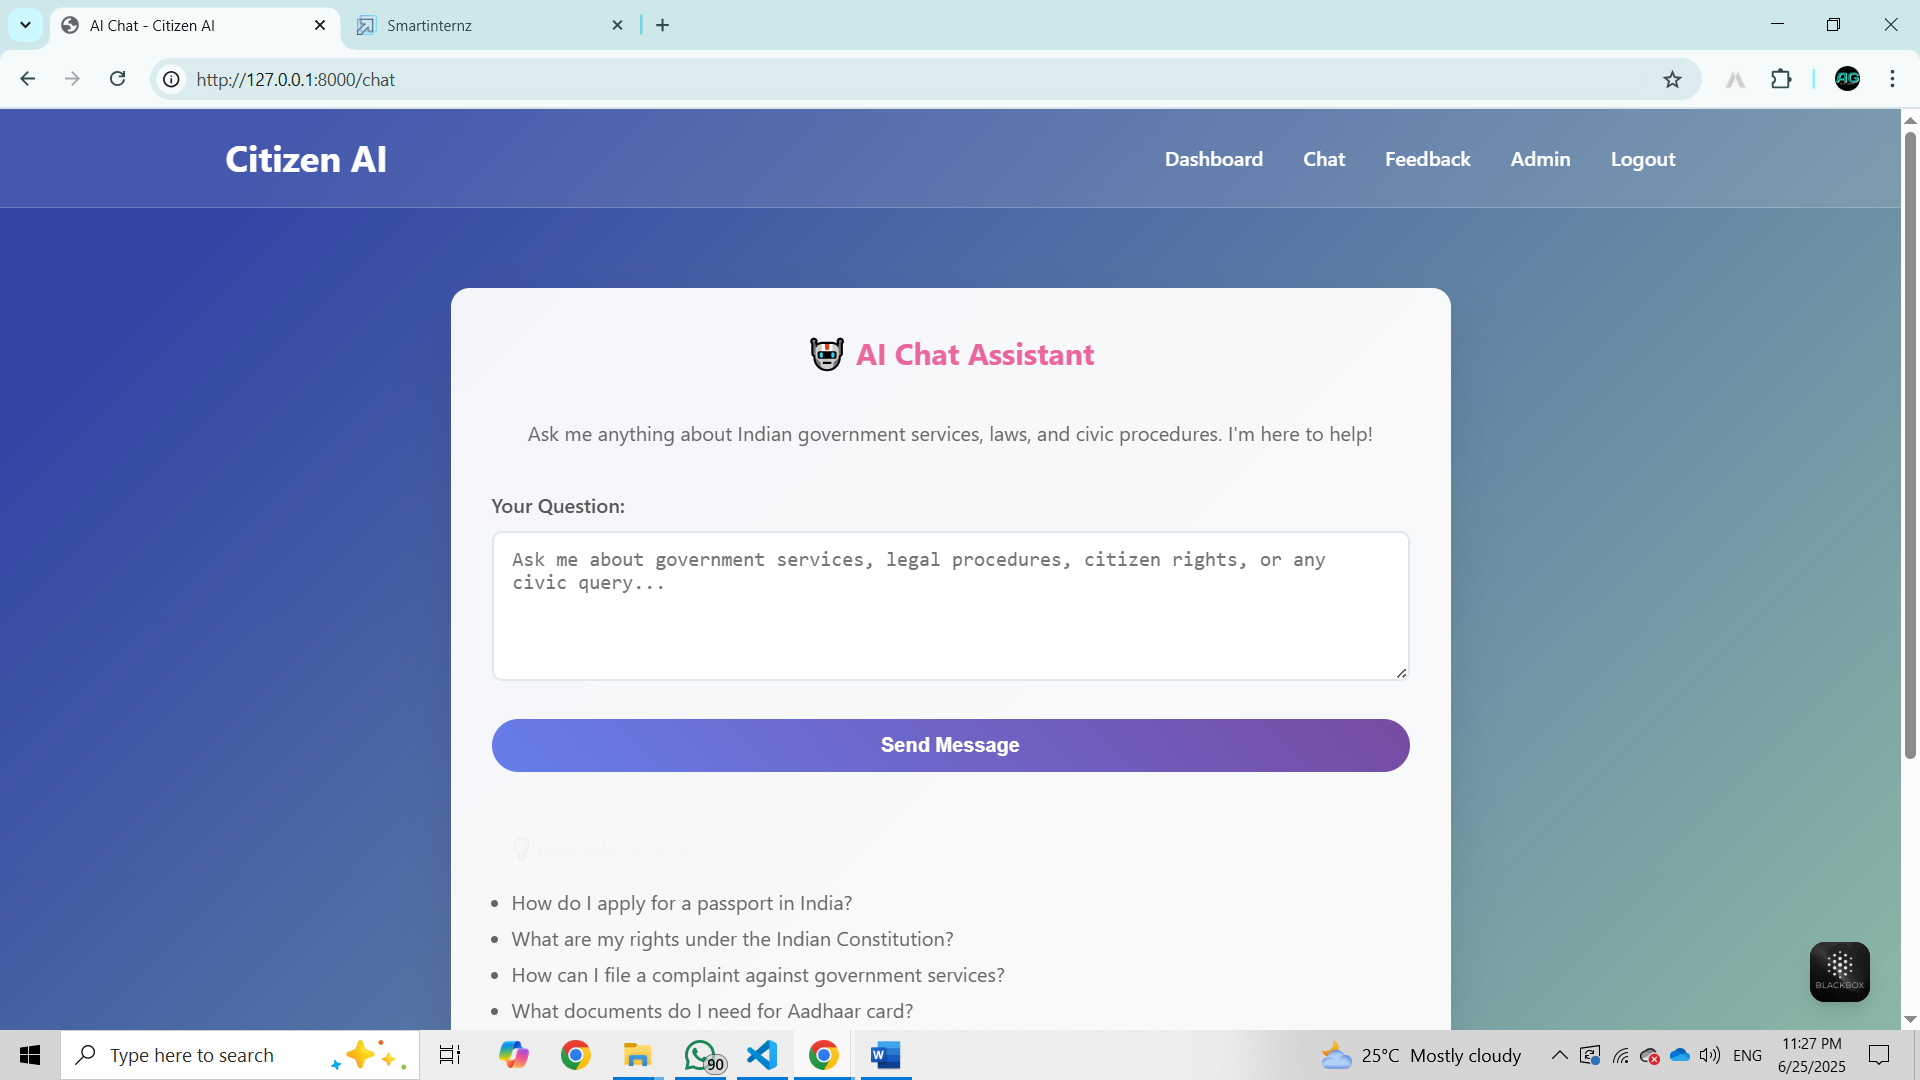 AI Chat - Citizen AI
Smartinternz
http://127.0.0.1:8000/chat
AG
Citizen AI
Dashboard
Chat
Feedback
Admin
Logout
AI Chat Assistant
Ask me anything about Indian government services, laws, and civic procedures. I'm here to help!
Your Question:
Ask me about government services, legal procedures, citizen rights, or any
civic query...
Send Message
• How do I apply for a passport in India?
• What are my rights under the Indian Constitution?
• How can I file a complaint against government services?
• What documents do I need for Aadhaar card?
BLACKBOX
Type here to search
90
W
25°C Mostly cloudy
ENG
11:27 PM
6/25/2025